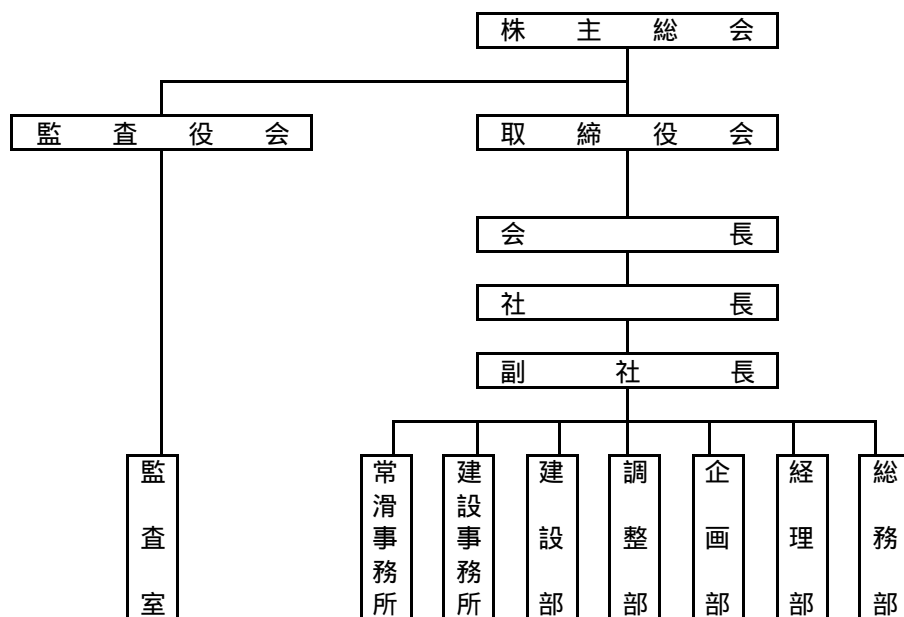 株主総会
監査役会
取締役会
会長
社長
副社長
監査室
常滑事務所
建設事務所
建設部
調整部
企画部
経理部
総務部